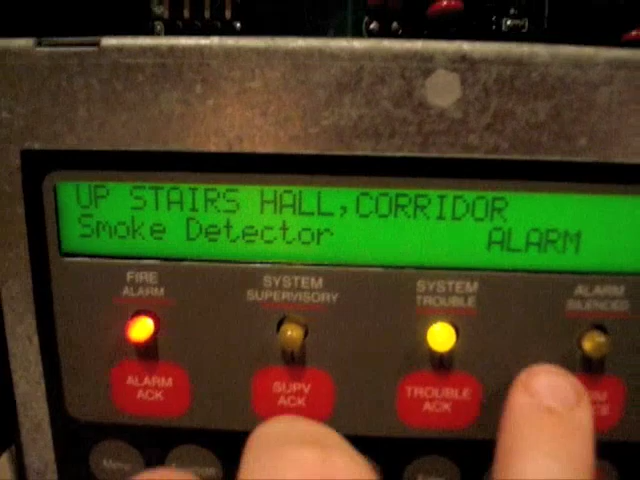 UP STAIRS HALL,CORRIDOR
Smoke Detector ALARM
FIRE
ALARM
SYSTEM
SUPERVISORY
SYSTEM
TROUBLE
ALARM
SILENCED
ALARM
ACK
SUPV
ACK
TROUBLE
ACK
Menu